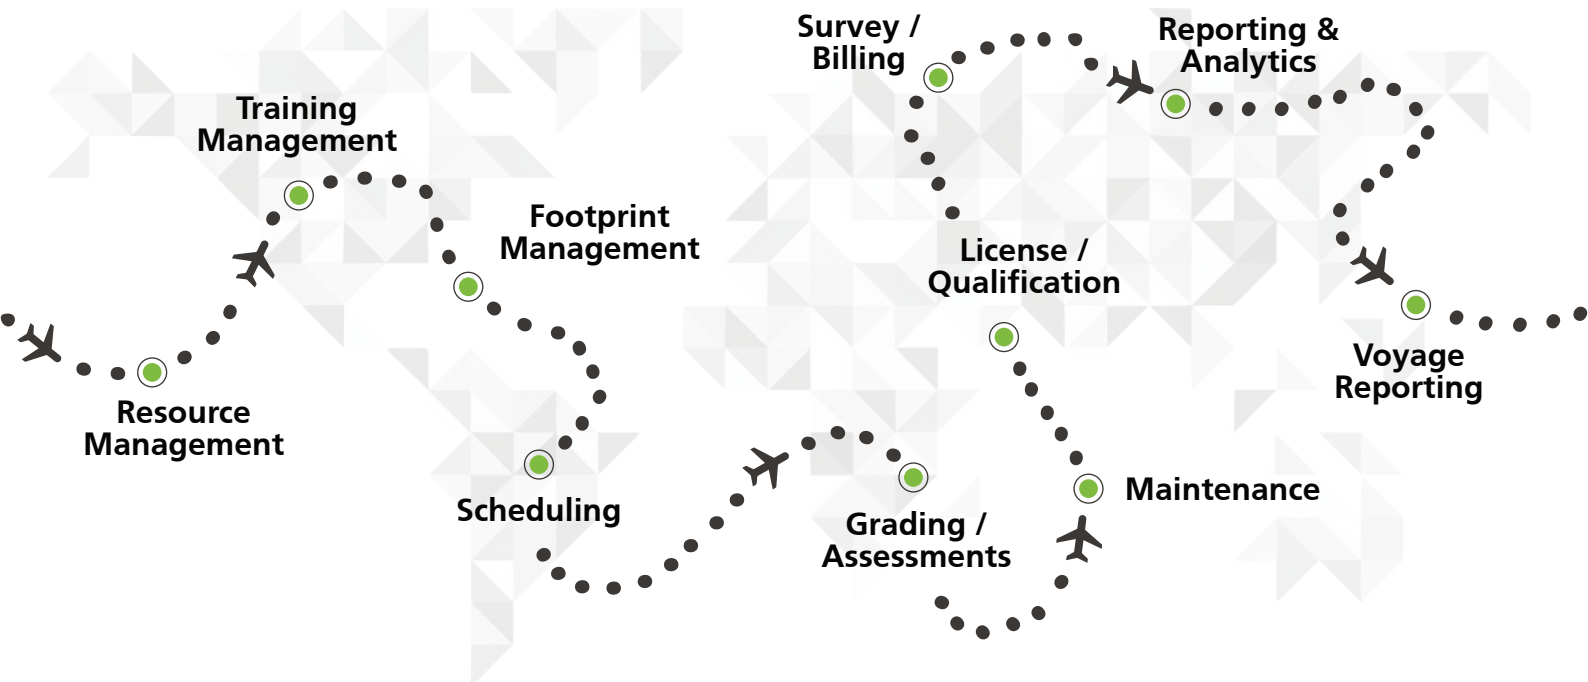 Resource
Management
Training
Management
Footprint
Management
Scheduling
Grading /
Assessments
Maintenance
License /
Qualification
Survey /
Billing
Reporting &
Analytics
Voyage
Reporting